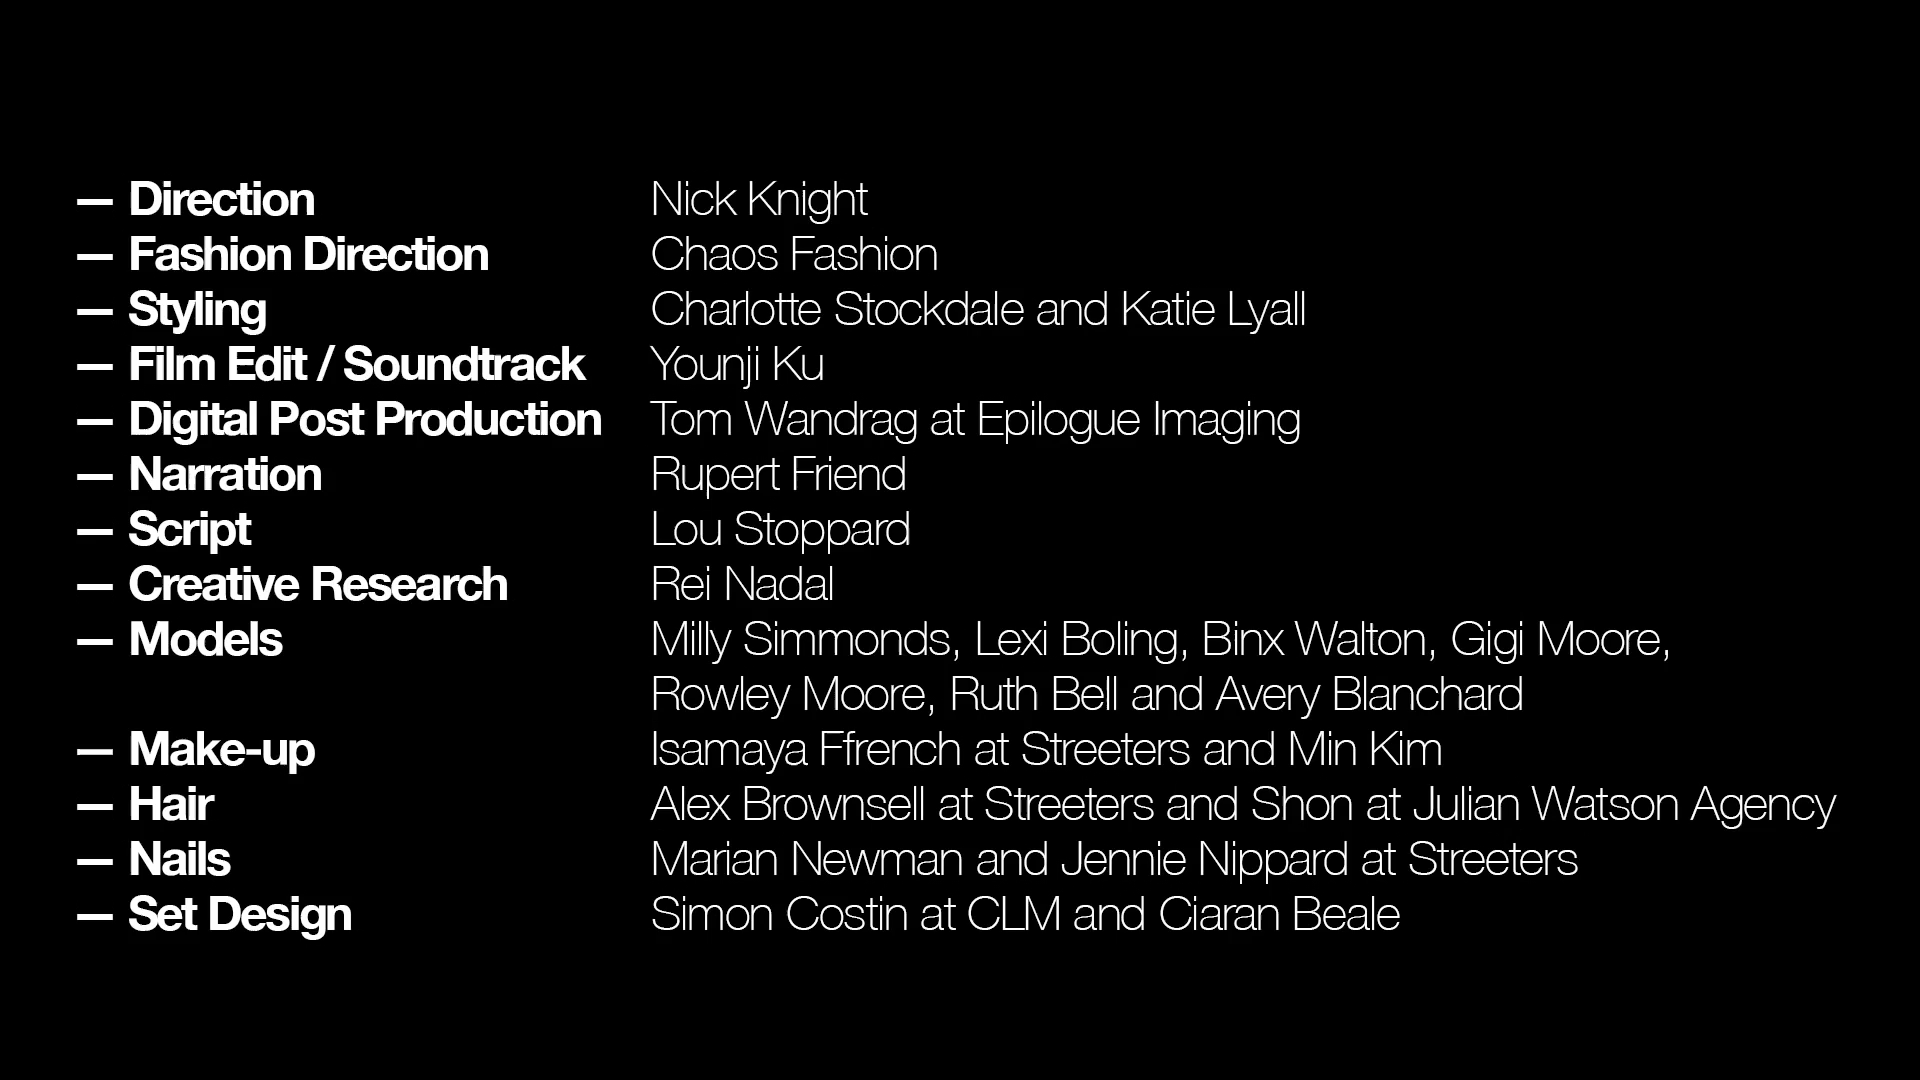 — Direction Nick Knight
— Fashion Direction Chaos Fashion
— Styling Charlotte Stockdale and Katie Lyall
— Film Edit / Soundtrack Younji Ku
— Digital Post Production Tom Wandrag at Epilogue Imaging
— Narration Rupert Friend
— Script Lou Stoppard
— Creative Research Rei Nadal
— Models Milly Simmonds, Lexi Boling, Binx Walton, Gigi Moore,
Rowley Moore, Ruth Bell and Avery Blanchard
— Make-up Isamaya Ffrench at Streeters and Min Kim
— Hair Alex Brownsell at Streeters and Shon at Julian Watson Agency
— Nails Marian Newman and Jennie Nippard at Streeters
— Set Design Simon Costin at CLM and Ciaran Beale